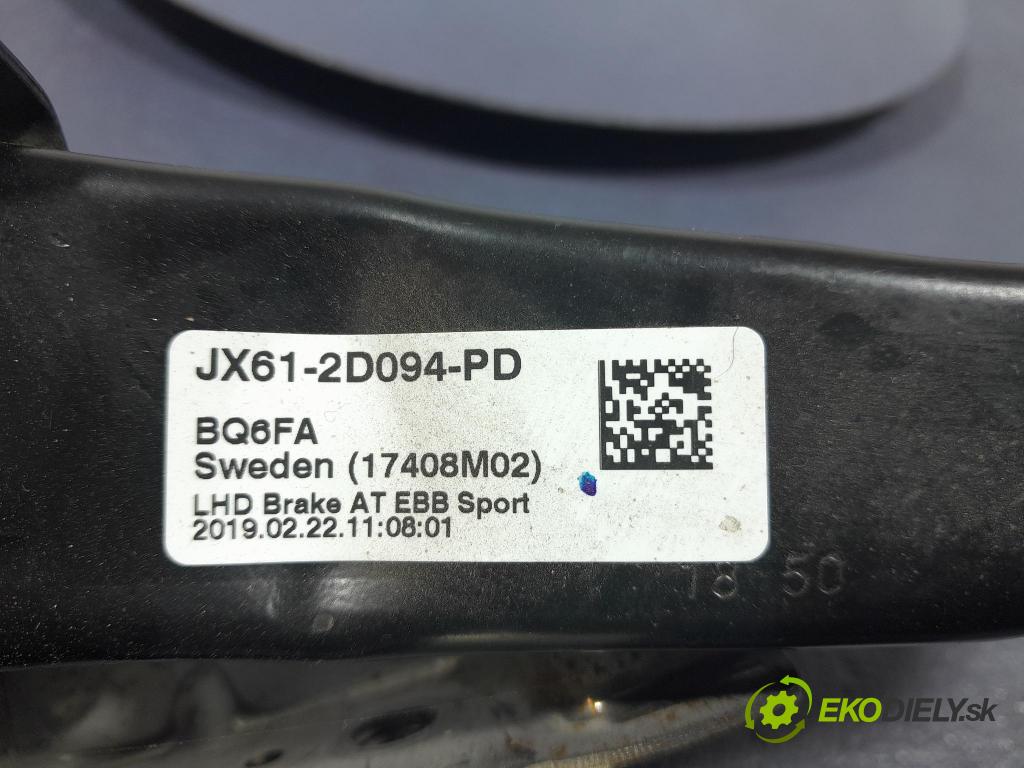 JX61-2D094-PD
BQ6FA
Sweden (17408M02)
LHD Brake AT EBB Sport
2019.02.22.11:08:01
18 50
EKODIELY.sk